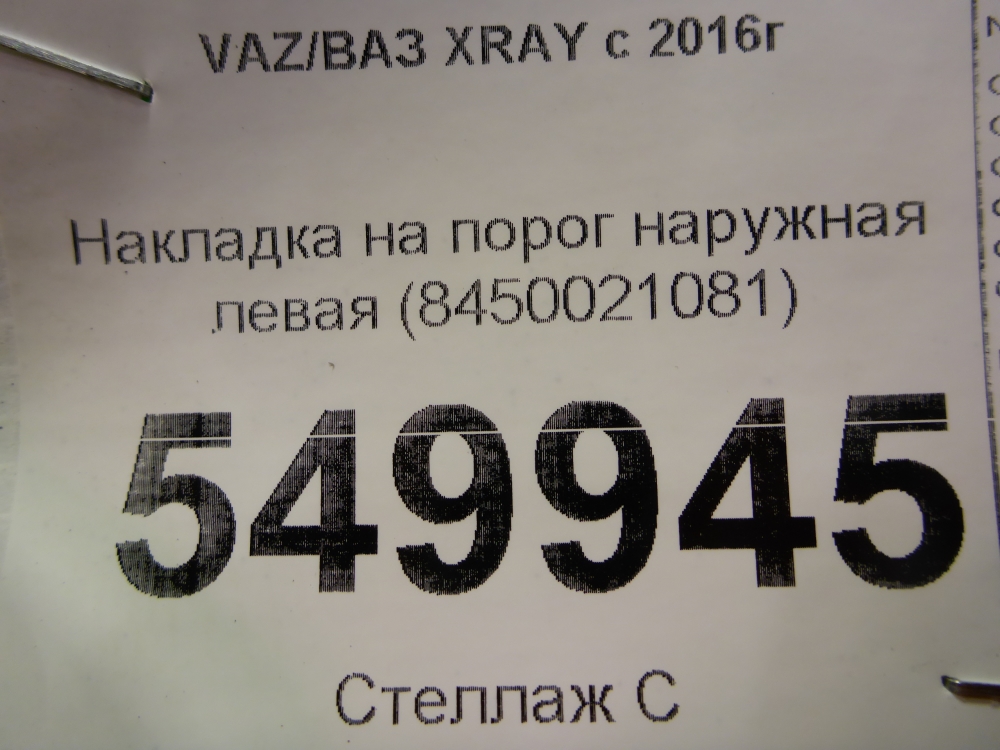 VAZ/ВАЗ XRAY с 2016г
Накладка на порог наружная
левая (8450021081)
549945
Стеллаж С